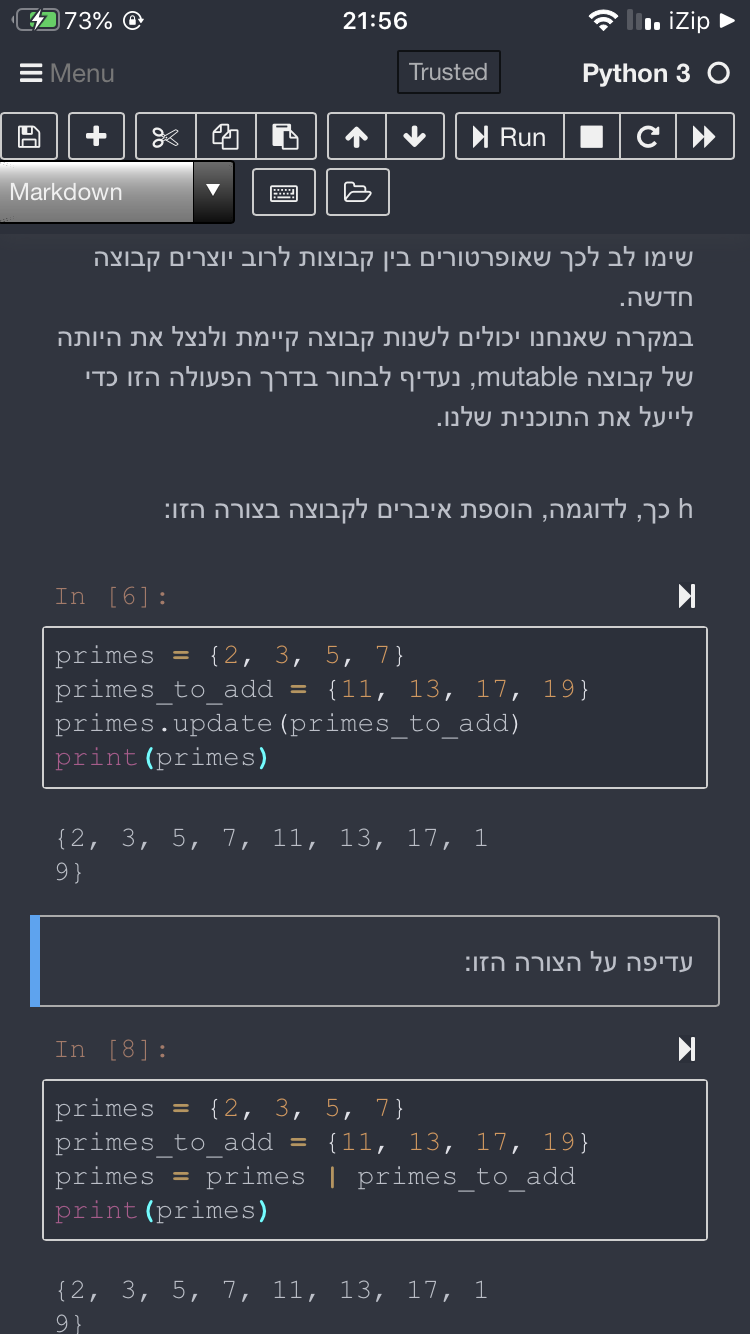 73% 21:56 iZip
Menu Trusted Python 3
Run
Markdown
שימו לב לכך שאופרטורים בין קבוצות לרוב יוצרים קבוצה
חדשה.
במקרה שאנחנו יכולים לשנות קבוצה קיימת ולנצל את היותה
של קבוצה mutable, נעדיף לבחור בדרך הפעולה הזו כדי
לייעל את התוכנית שלנו.
h כך, לדוגמה, הוספת איברים לקבוצה בצורה הזו:
In [6]:
primes = {2, 3, 5, 7}
primes_to_add = {11, 13, 17, 19}
primes.update(primes_to_add)
print(primes)
{2, 3, 5, 7, 11, 13, 17, 1
9}
עדיפה על הצורה הזו:
In [8]:
primes = {2, 3, 5, 7}
primes_to_add = {11, 13, 17, 19}
primes = primes | primes_to_add
print(primes)
{2, 3, 5, 7, 11, 13, 17, 1
9}